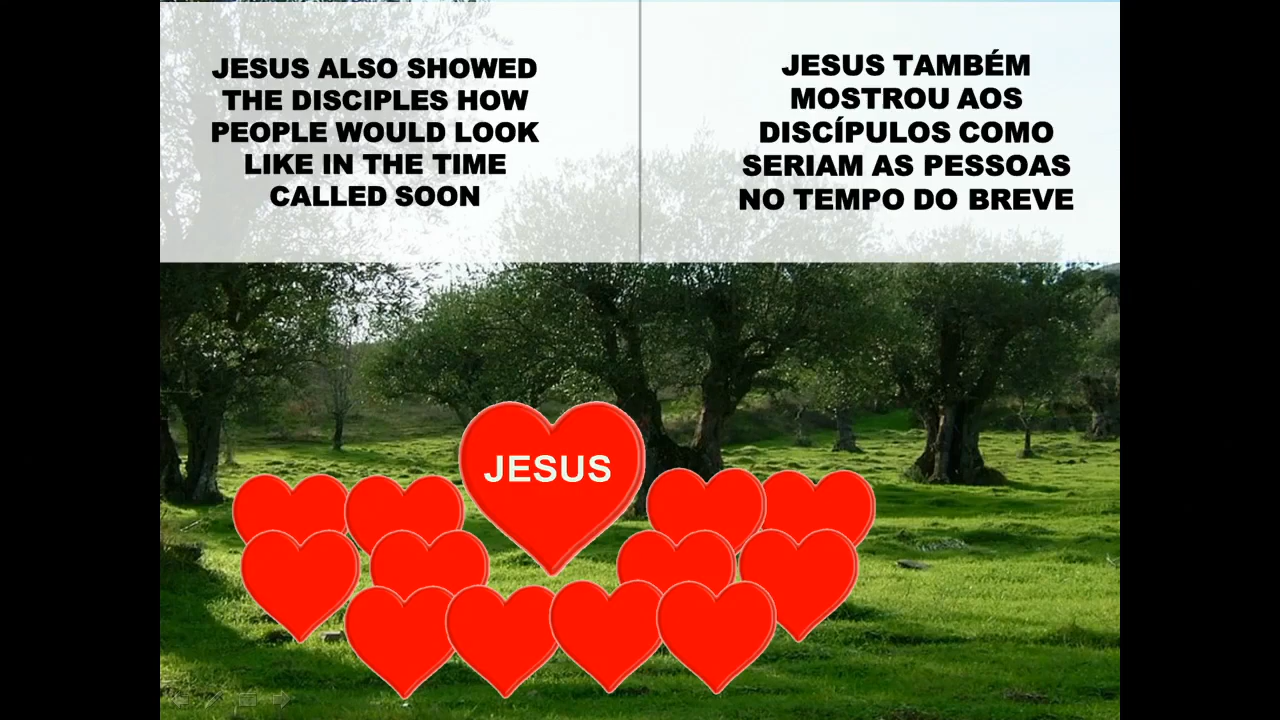 JESUS ALSO SHOWED
THE DISCIPLES HOW
PEOPLE WOULD LOOK
LIKE IN THE TIME
CALLED SOON
JESUS TAMBÉM
MOSTROU AOS
DISCÍPULOS COMO
SERIAM AS PESSOAS
NO TEMPO DO BREVE
JESUS